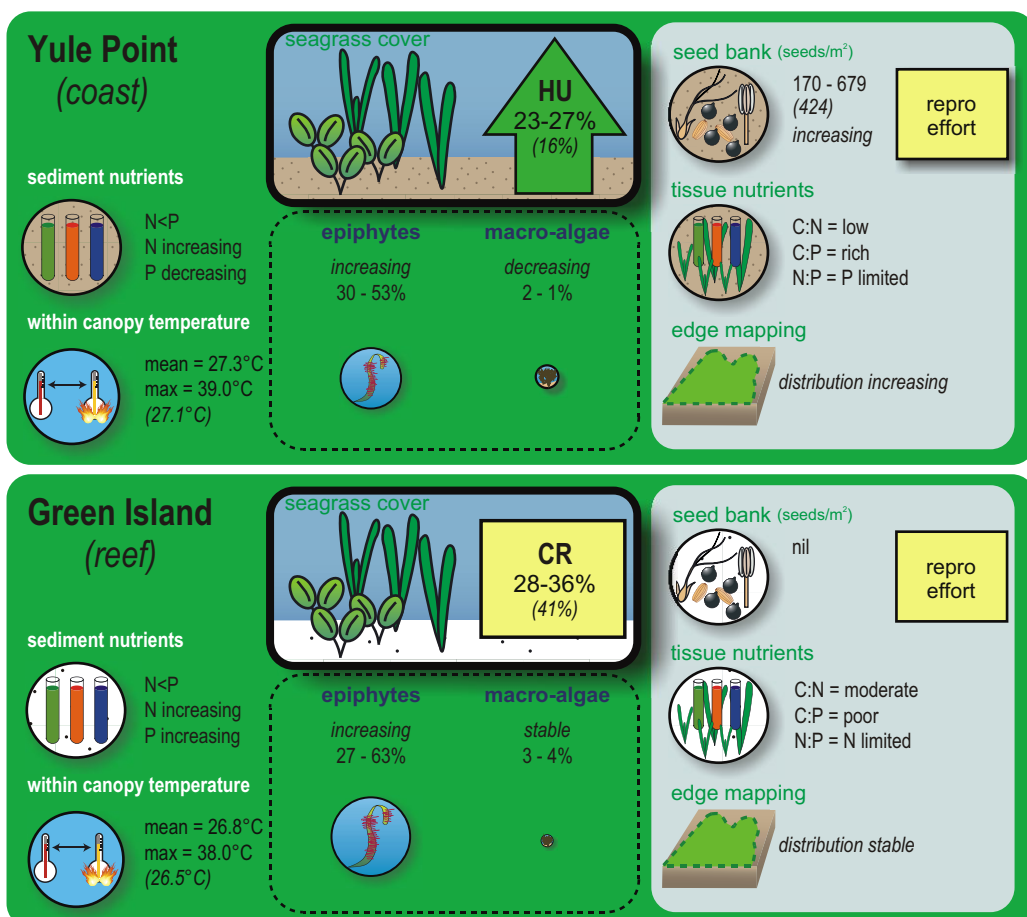 Yule Point
(coast)
sediment nutrients
N<P
N increasing
P decreasing
within canopy temperature
mean = 27.3°C
max = 39.0°C
(27.1°C)
seagrass cover
HU
23-27%
(16%)
epiphytes
increasing
30 - 53%
macro-algae
decreasing
2 - 1%
seed bank (seeds/m²)
170 - 679
(424)
increasing
repro
effort
tissue nutrients
C:N = low
C:P = rich
N:P = P limited
edge mapping
distribution increasing
Green Island
(reef)
sediment nutrients
N<P
N increasing
P increasing
within canopy temperature
mean = 26.8°C
max = 38.0°C
(26.5°C)
seagrass cover
CR
28-36%
(41%)
epiphytes
increasing
27 - 63%
macro-algae
stable
3 - 4%
seed bank (seeds/m²)
nil
repro
effort
tissue nutrients
C:N = moderate
C:P = poor
N:P = N limited
edge mapping
distribution stable